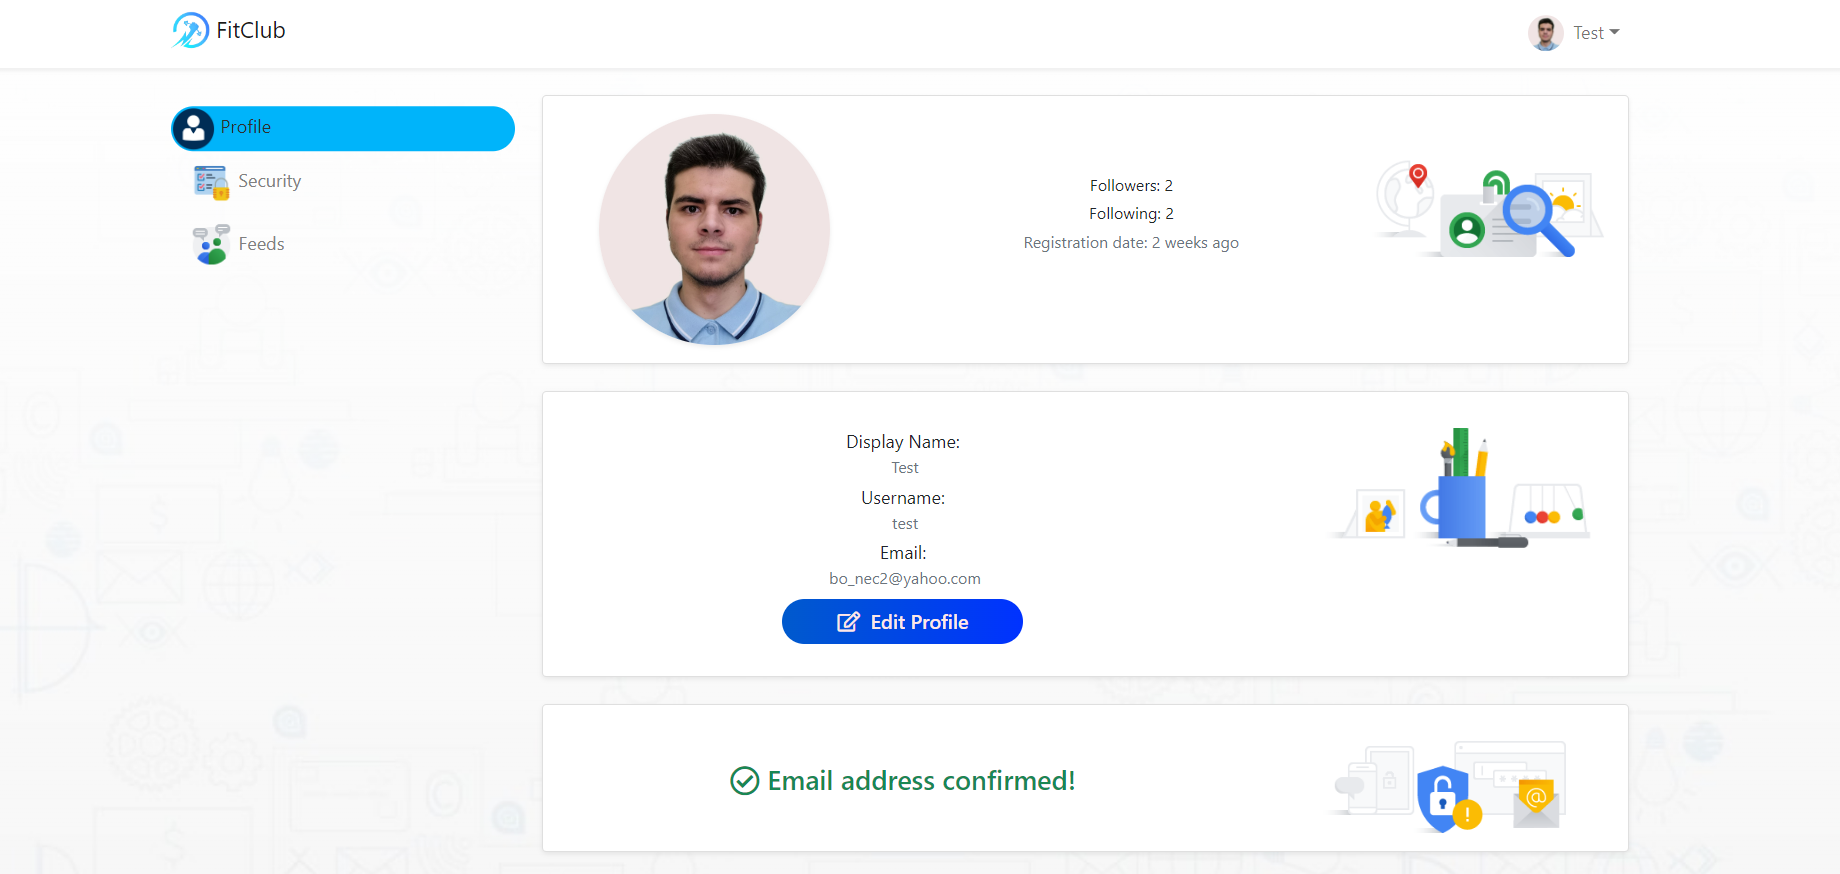 FitClub
Test
Profile
Security
Feeds
Followers: 2
Following: 2
Registration date: 2 weeks ago
Display Name:
Test
Username:
test
Email:
bo_nec2@yahoo.com
Edit Profile
Email address confirmed!